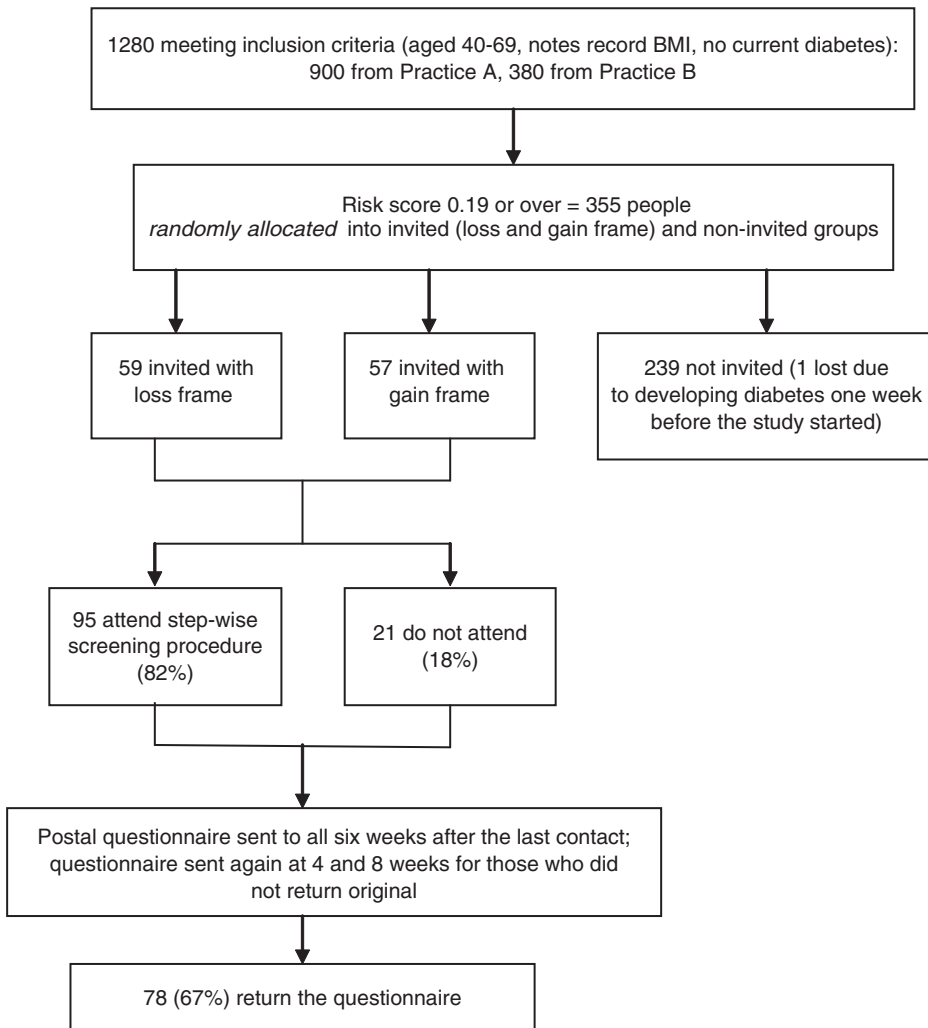 1280 meeting inclusion criteria (aged 40-69, notes record BMI, no current diabetes):
900 from Practice A, 380 from Practice B
Risk score 0.19 or over = 355 people
randomly allocated into invited (loss and gain frame) and non-invited groups
59 invited with
loss frame
57 invited with
gain frame
239 not invited (1 lost due
to developing diabetes one week
before the study started)
95 attend step-wise
screening procedure
(82%)
21 do not attend
(18%)
Postal questionnaire sent to all six weeks after the last contact;
questionnaire sent again at 4 and 8 weeks for those who did
not return original
78 (67%) return the questionnaire